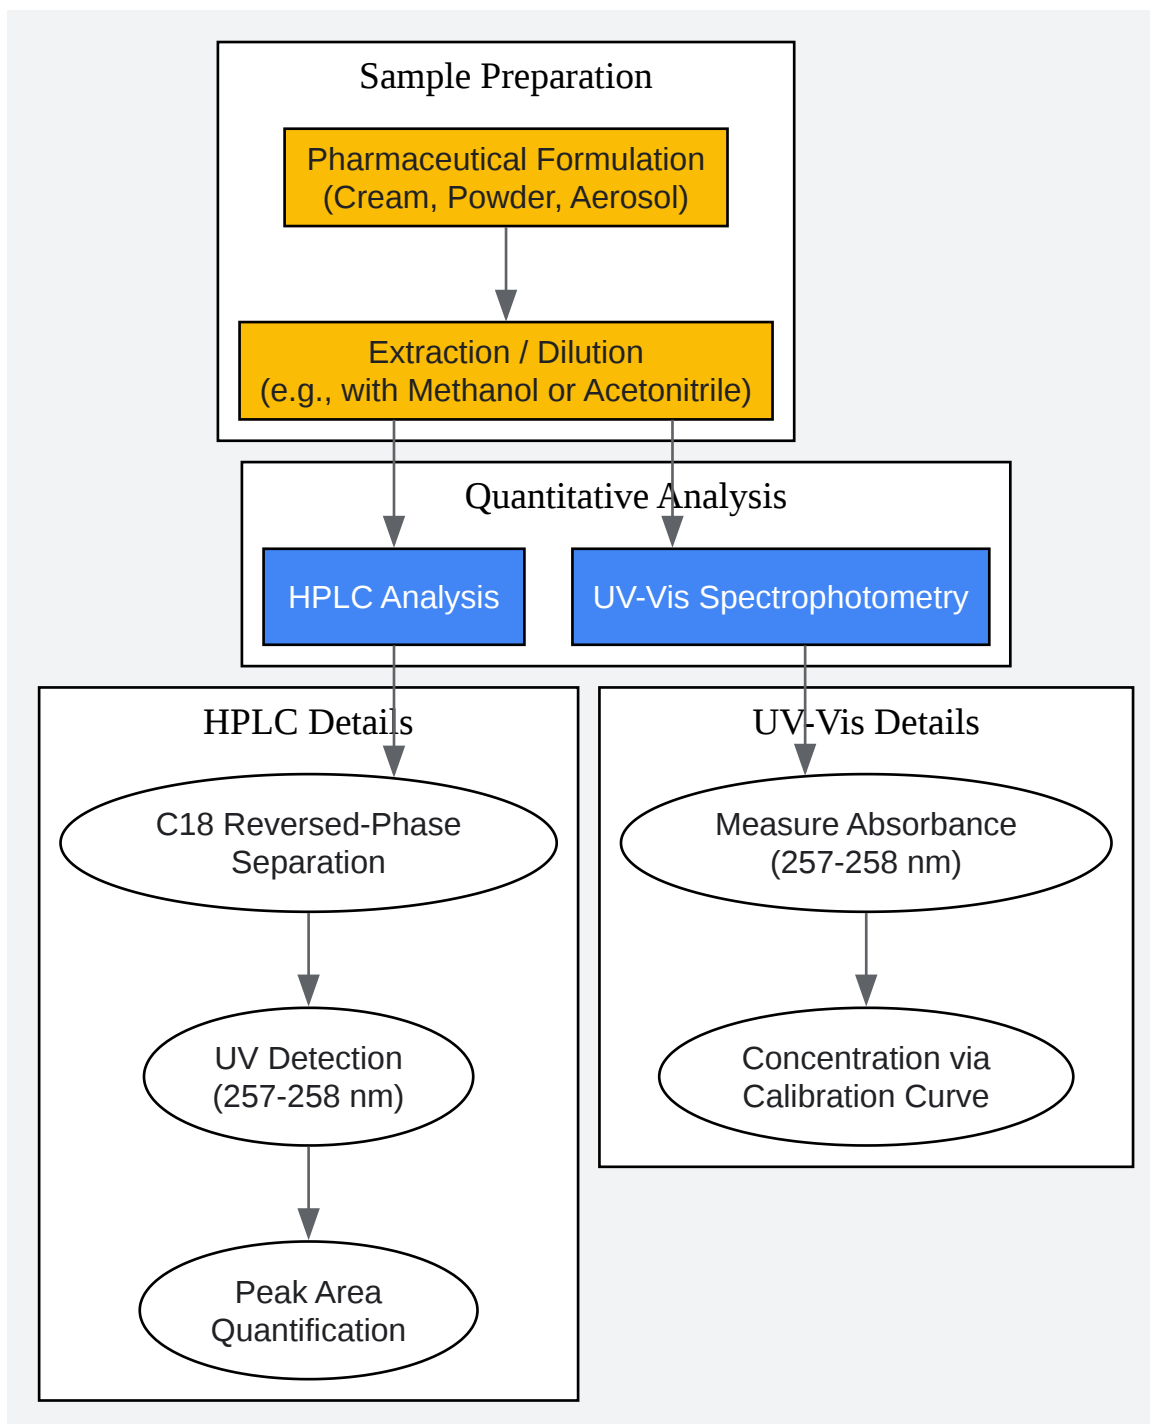 Sample Preparation
Pharmaceutical Formulation
(Cream, Powder, Aerosol)
Extraction / Dilution
(e.g., with Methanol or Acetonitrile)
Quantitative Analysis
HPLC Analysis
UV-Vis Spectrophotometry
HPLC Details
C18 Reversed-Phase
Separation
UV Detection
(257-258 nm)
Peak Area
Quantification
UV-Vis Details
Measure Absorbance
(257-258 nm)
Concentration via
Calibration Curve